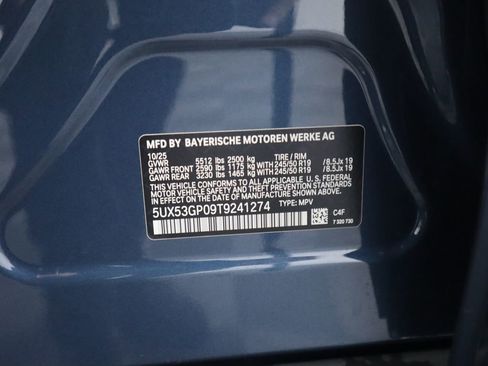 MFD BY BAYERISCHE MOTOREN WERKE AG
10/25 TIRE / RIM
GVWR 5512 lbs 2500 kg
GAWR FRONT 2590 lbs 1175 kg WITH 245/50 R19 / 8.5Jx 19
GAWR REAR 3230 lbs 1465 kg WITH 245/50 R19 / 8.5Jx 19
THIS VEHICLE CONFORMS TO ALL APPLICABLE
FEDERAL MOTOR VEHICLE SAFETY STANDARDS
IN EFFECT ON THE DATE OF
MANUFACTURE SHOWN ABOVE.
5UX53GP09T9241274 TYPE: MPV
C4F
7 320 730